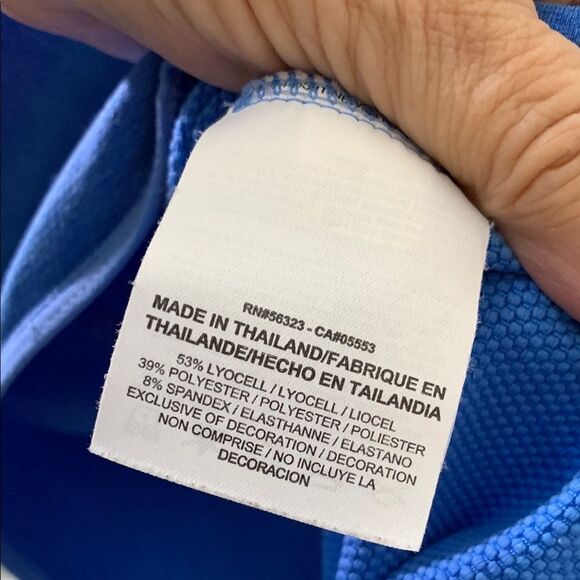 RN#56323 - CA#05553
MADE IN THAILAND/FABRIQUE EN
THAILANDE/HECHO EN TAILANDIA
53% LYOCELL / LYOCELL / LIOCEL
39% POLYESTER / POLYESTER / POLIESTER
8% SPANDEX / ELASTHANNE / ELASTANO
EXCLUSIVE OF DECORATION / DECORATION
NON COMPRISE / NO INCLUYE LA
DECORACION